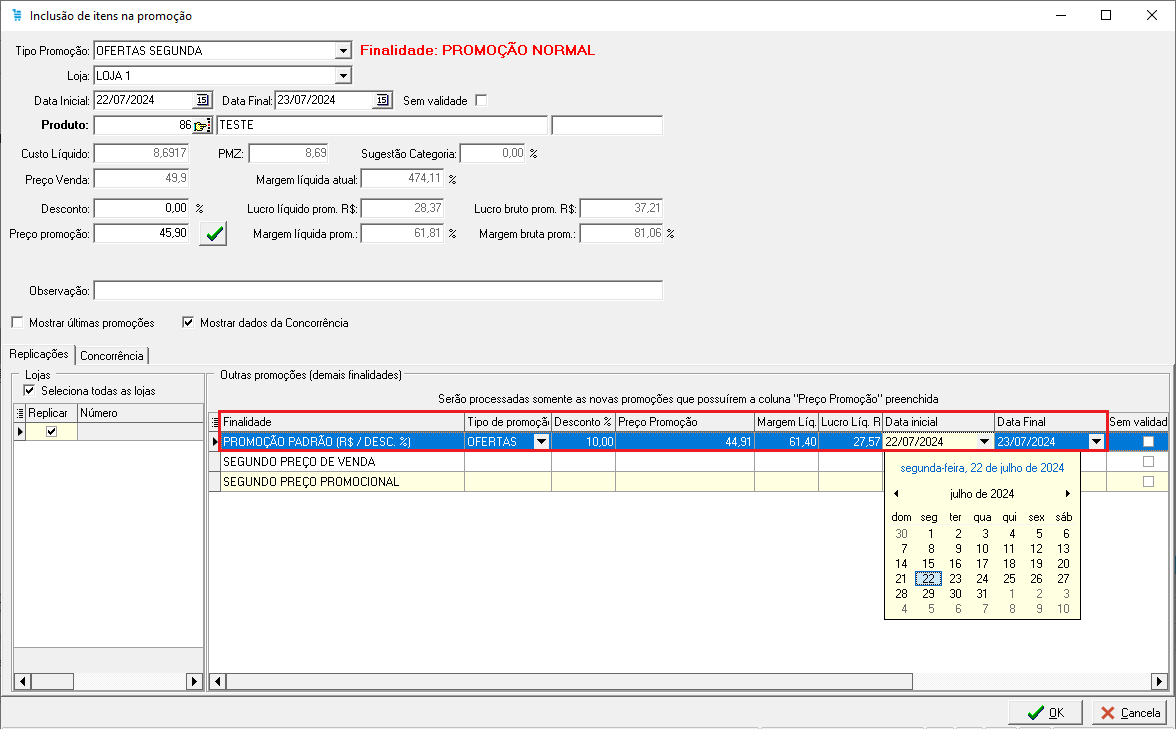 Inclusão de itens na promoção
Tipo Promoção: OFERTAS SEGUNDA Finalidade: PROMOÇÃO NORMAL
Loja: LOJA 1
Data Inicial: 22/07/2024 15 Data Final: 23/07/2024 15 Sem validade
Produto: 86 TESTE
Custo Líquido: 8,6917 PMZ: 8,69 Sugestão Categoria: 0,00 %
Preço Venda: 49,9 Margem líquida atual: 474,11 %
Desconto: 0,00 % Lucro líquido prom. R$: 28,37 Lucro bruto prom. R$: 37,21
Preço promoção: 45,90 Margem líquida prom.: 61,81 % Margem bruta prom.: 81,06 %
Observação:
Mostrar últimas promoções Mostrar dados da Concorrência
Replicações Concorrência
Lojas
Seleciona todas as lojas
Replicar Número
Outras promoções (demais finalidades)
Serão processadas somente as novas promoções que possuírem a coluna "Preço Promoção" preenchida
Finalidade Tipo de promoção Desconto % Preço Promoção Margem Líq. Lucro Líq. R Data inicial Data Final Sem validad
PROMOÇÃO PADRÃO (R$ / DESC. %) OFERTAS 10,00 44,91 61,40 27,57 22/07/2024 23/07/2024
SEGUNDO PREÇO DE VENDA
SEGUNDO PREÇO PROMOCIONAL
segunda-feira, 22 de julho de 2024
julho de 2024
dom seg ter qua qui sex sáb
30 1 2 3 4 5 6
7 8 9 10 11 12 13
14 15 16 17 18 19 20
21 22 23 24 25 26 27
28 29 30 31 1 2 3
4 5 6 7 8 9 10
OK Cancela